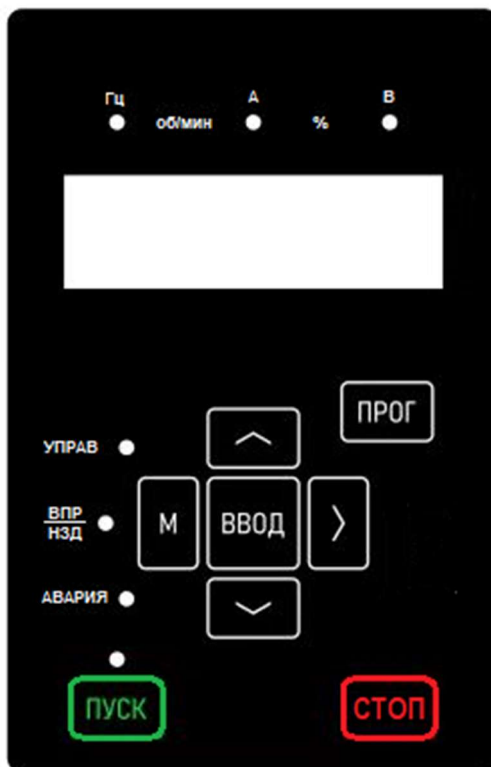 Гц А В
об/мин %
ПРОГ
УПРАВ
ВПР
НЗД
М ВВОД
АВАРИЯ
ПУСК СТОП